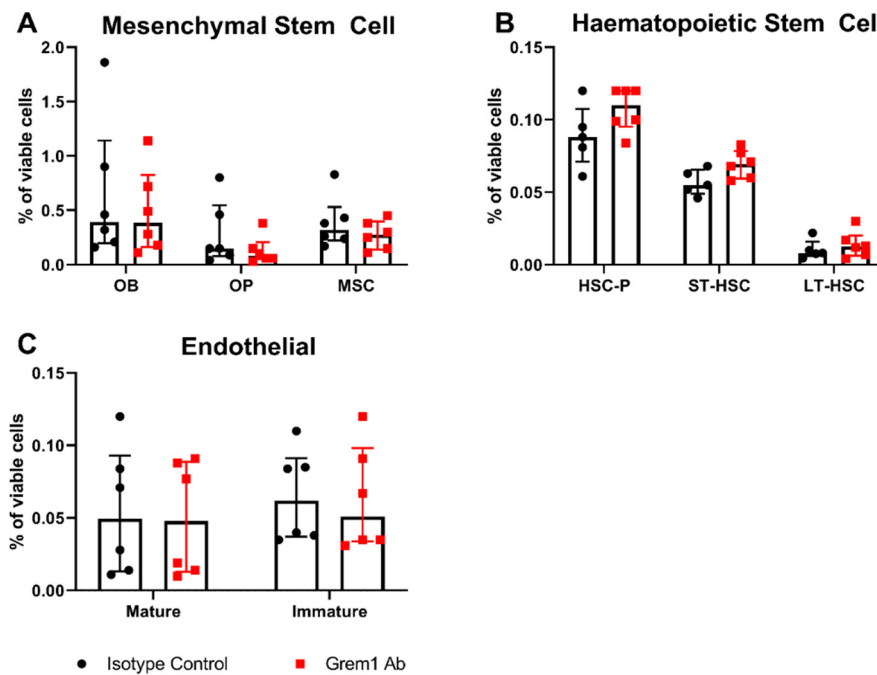 A
Mesenchymal Stem Cell
% of viable cells
2.0
1.5
1.0
0.5
0.0
OB
OP
MSC
B
Haematopoietic Stem Cel
% of viable cells
0.15
0.10
0.05
0.00
HSC-P
ST-HSC
LT-HSC
C
Endothelial
% of viable cells
0.15
0.10
0.05
0.00
Mature
Immature
Isotype Control
Grem1 Ab